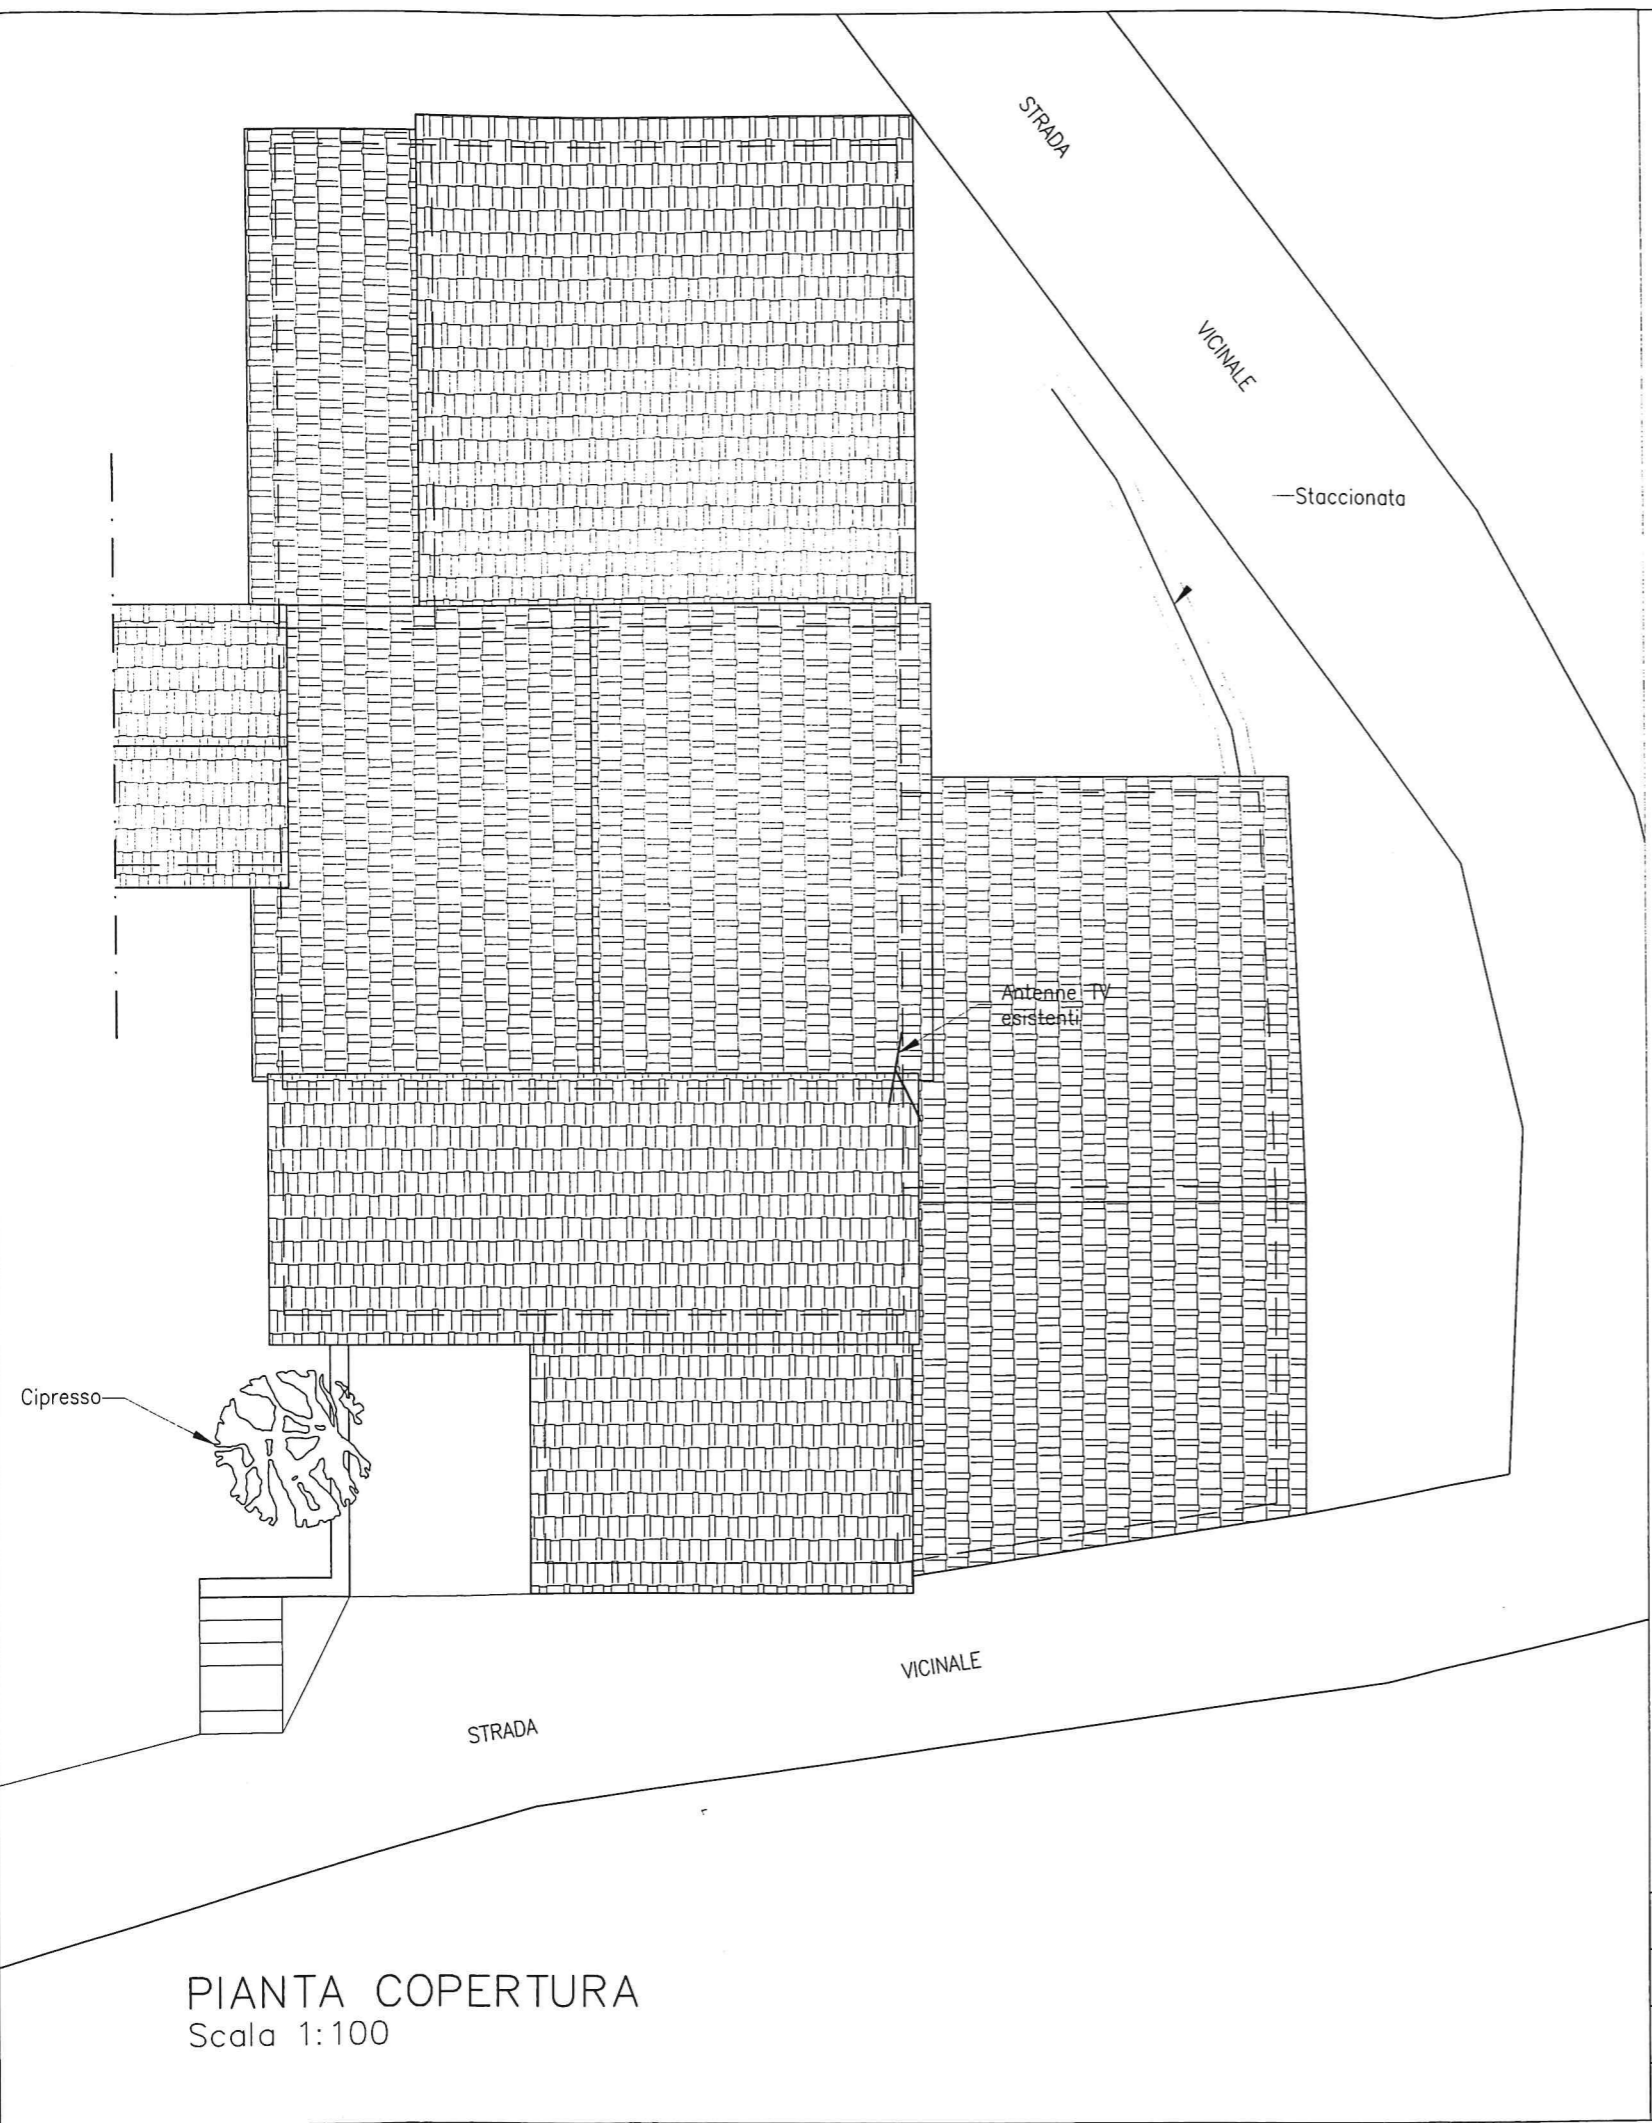 STRADA
VICINALE
Staccionata
Antenne TV
esistenti
Cipresso
VICINALE
STRADA
PIANTA COPERTURA
Scala 1:100